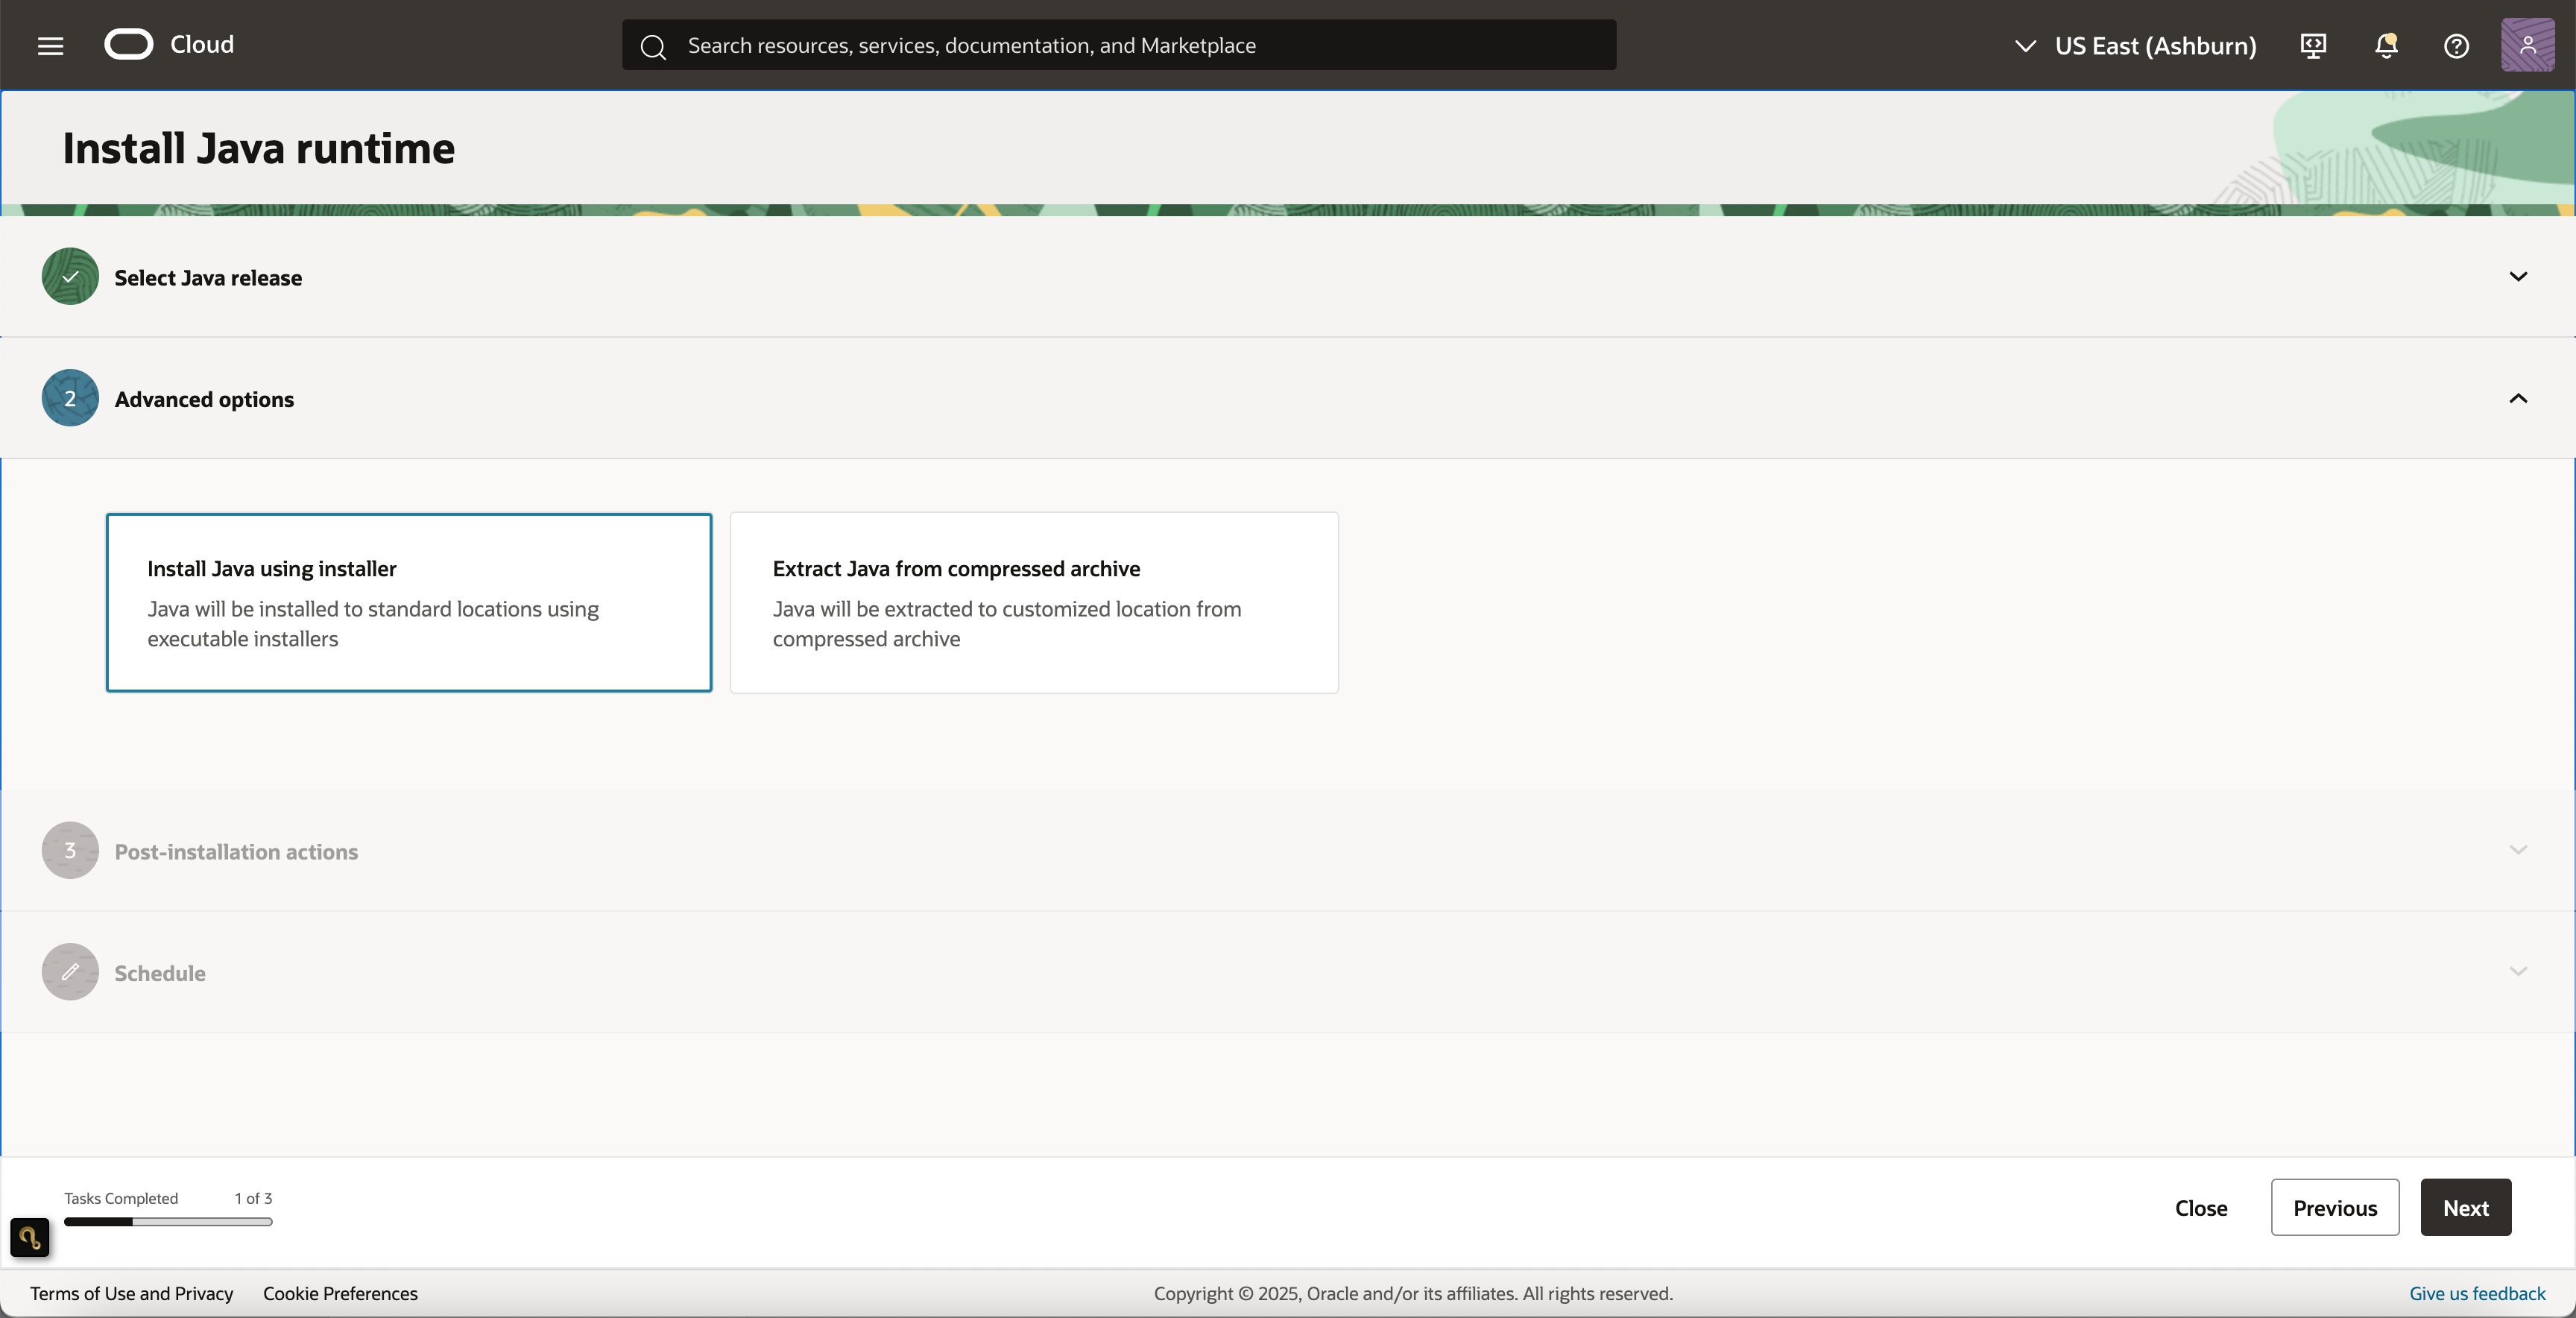 Cloud
Search resources, services, documentation, and Marketplace
US East (Ashburn)
Install Java runtime
Select Java release
2
Advanced options
Install Java using installer
Java will be installed to standard locations using
executable installers
Extract Java from compressed archive
Java will be extracted to customized location from
compressed archive
3
Post-installation actions
Schedule
Tasks Completed
1 of 3
Close
Previous
Next
Terms of Use and Privacy
Cookie Preferences
Copyright © 2025, Oracle and/or its affiliates. All rights reserved.
Give us feedback